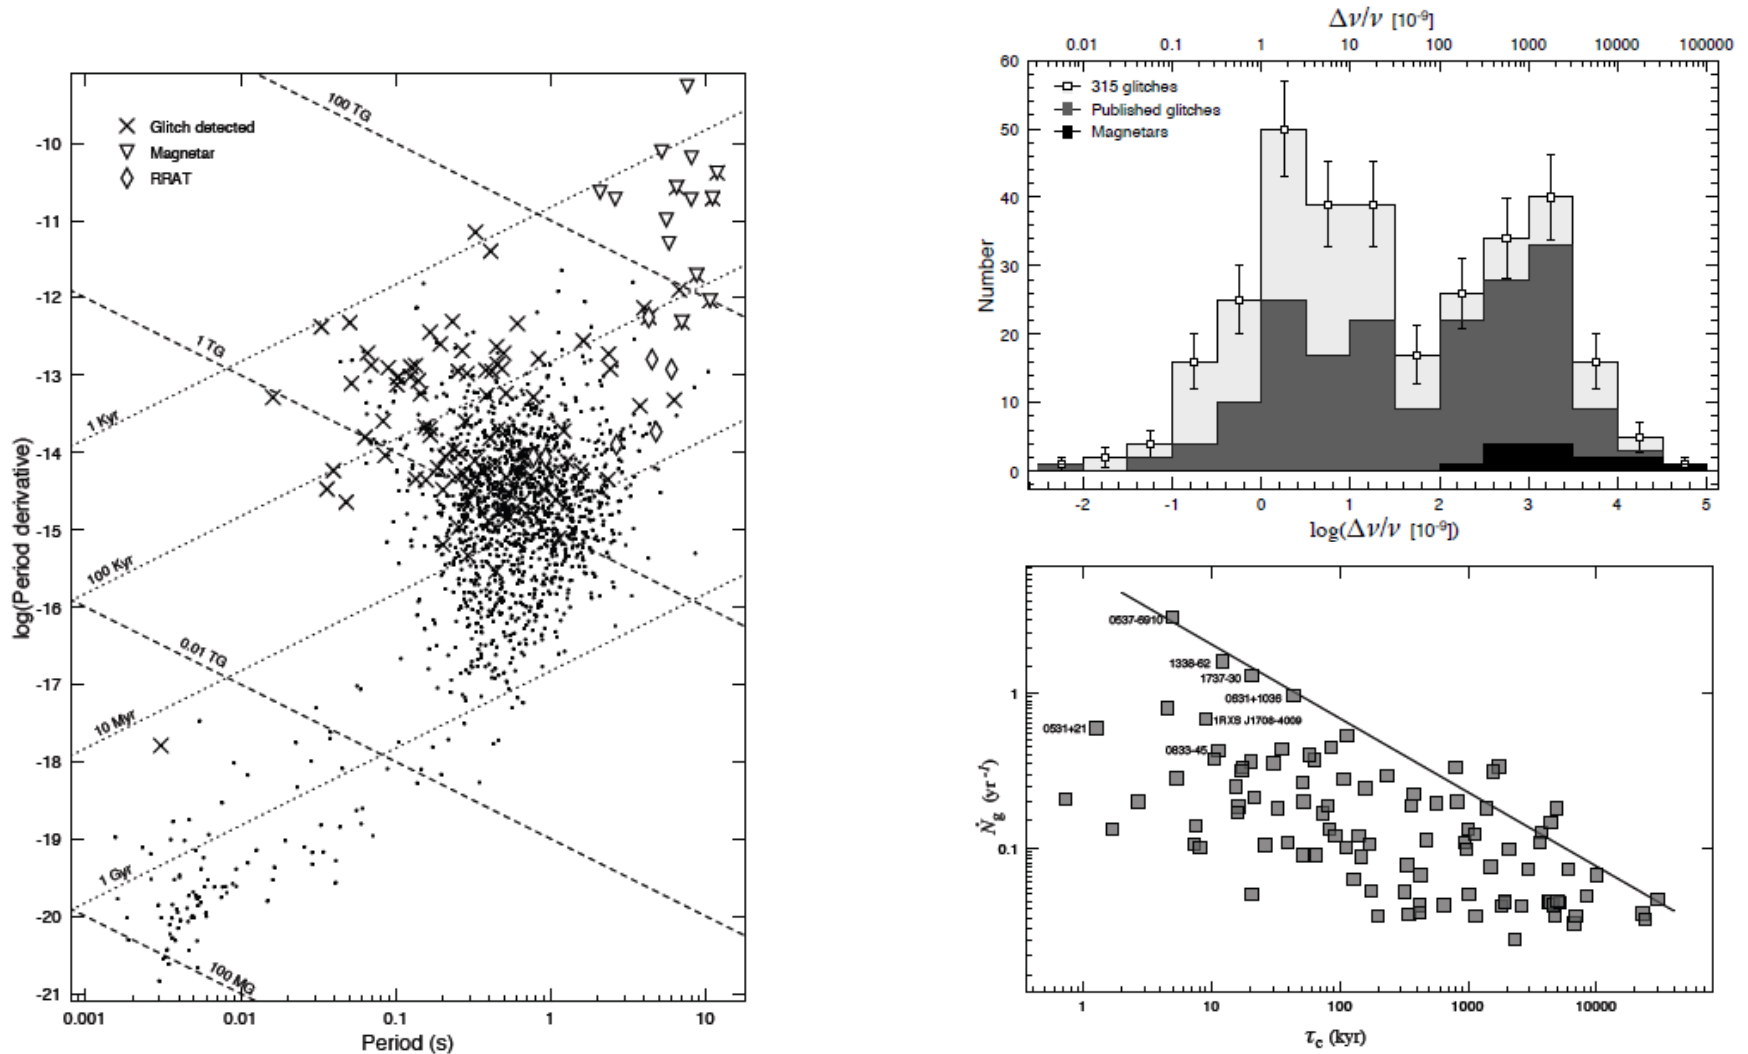 Glitch detected
Magnetar
RRAT
100 TG
1 TG
1 Kyr
100 Kyr
0.01 TG
10 Myr
1 Gyr
100 MG
-10
-11
-12
-13
-14
-15
-16
-17
-18
-19
-20
-21
log(Period derivative)
0.001 0.01 0.1 1 10
Period (s)
Δν/ν [10⁻⁹]
0.01 0.1 1 10 100 1000 10000 100000
315 glitches
Published glitches
Magnetars
60
50
40
30
20
10
0
Number
-2 -1 0 1 2 3 4 5
log(Δν/ν [10⁻⁹])
0537-6910
1338-62
1737-30
0631+1036
1RXS J1708-4009
0531+21
0833-45
1
0.1
Ṅg (yr⁻¹)
1 10 100 1000 10000
τc (kyr)